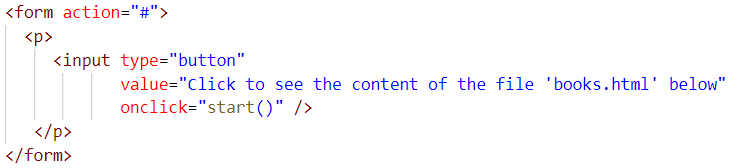 <form action="#">
<p>
<input type="button"
value="Click to see the content of the file 'books.html' below"
onclick="start()" />
</p>
</form>